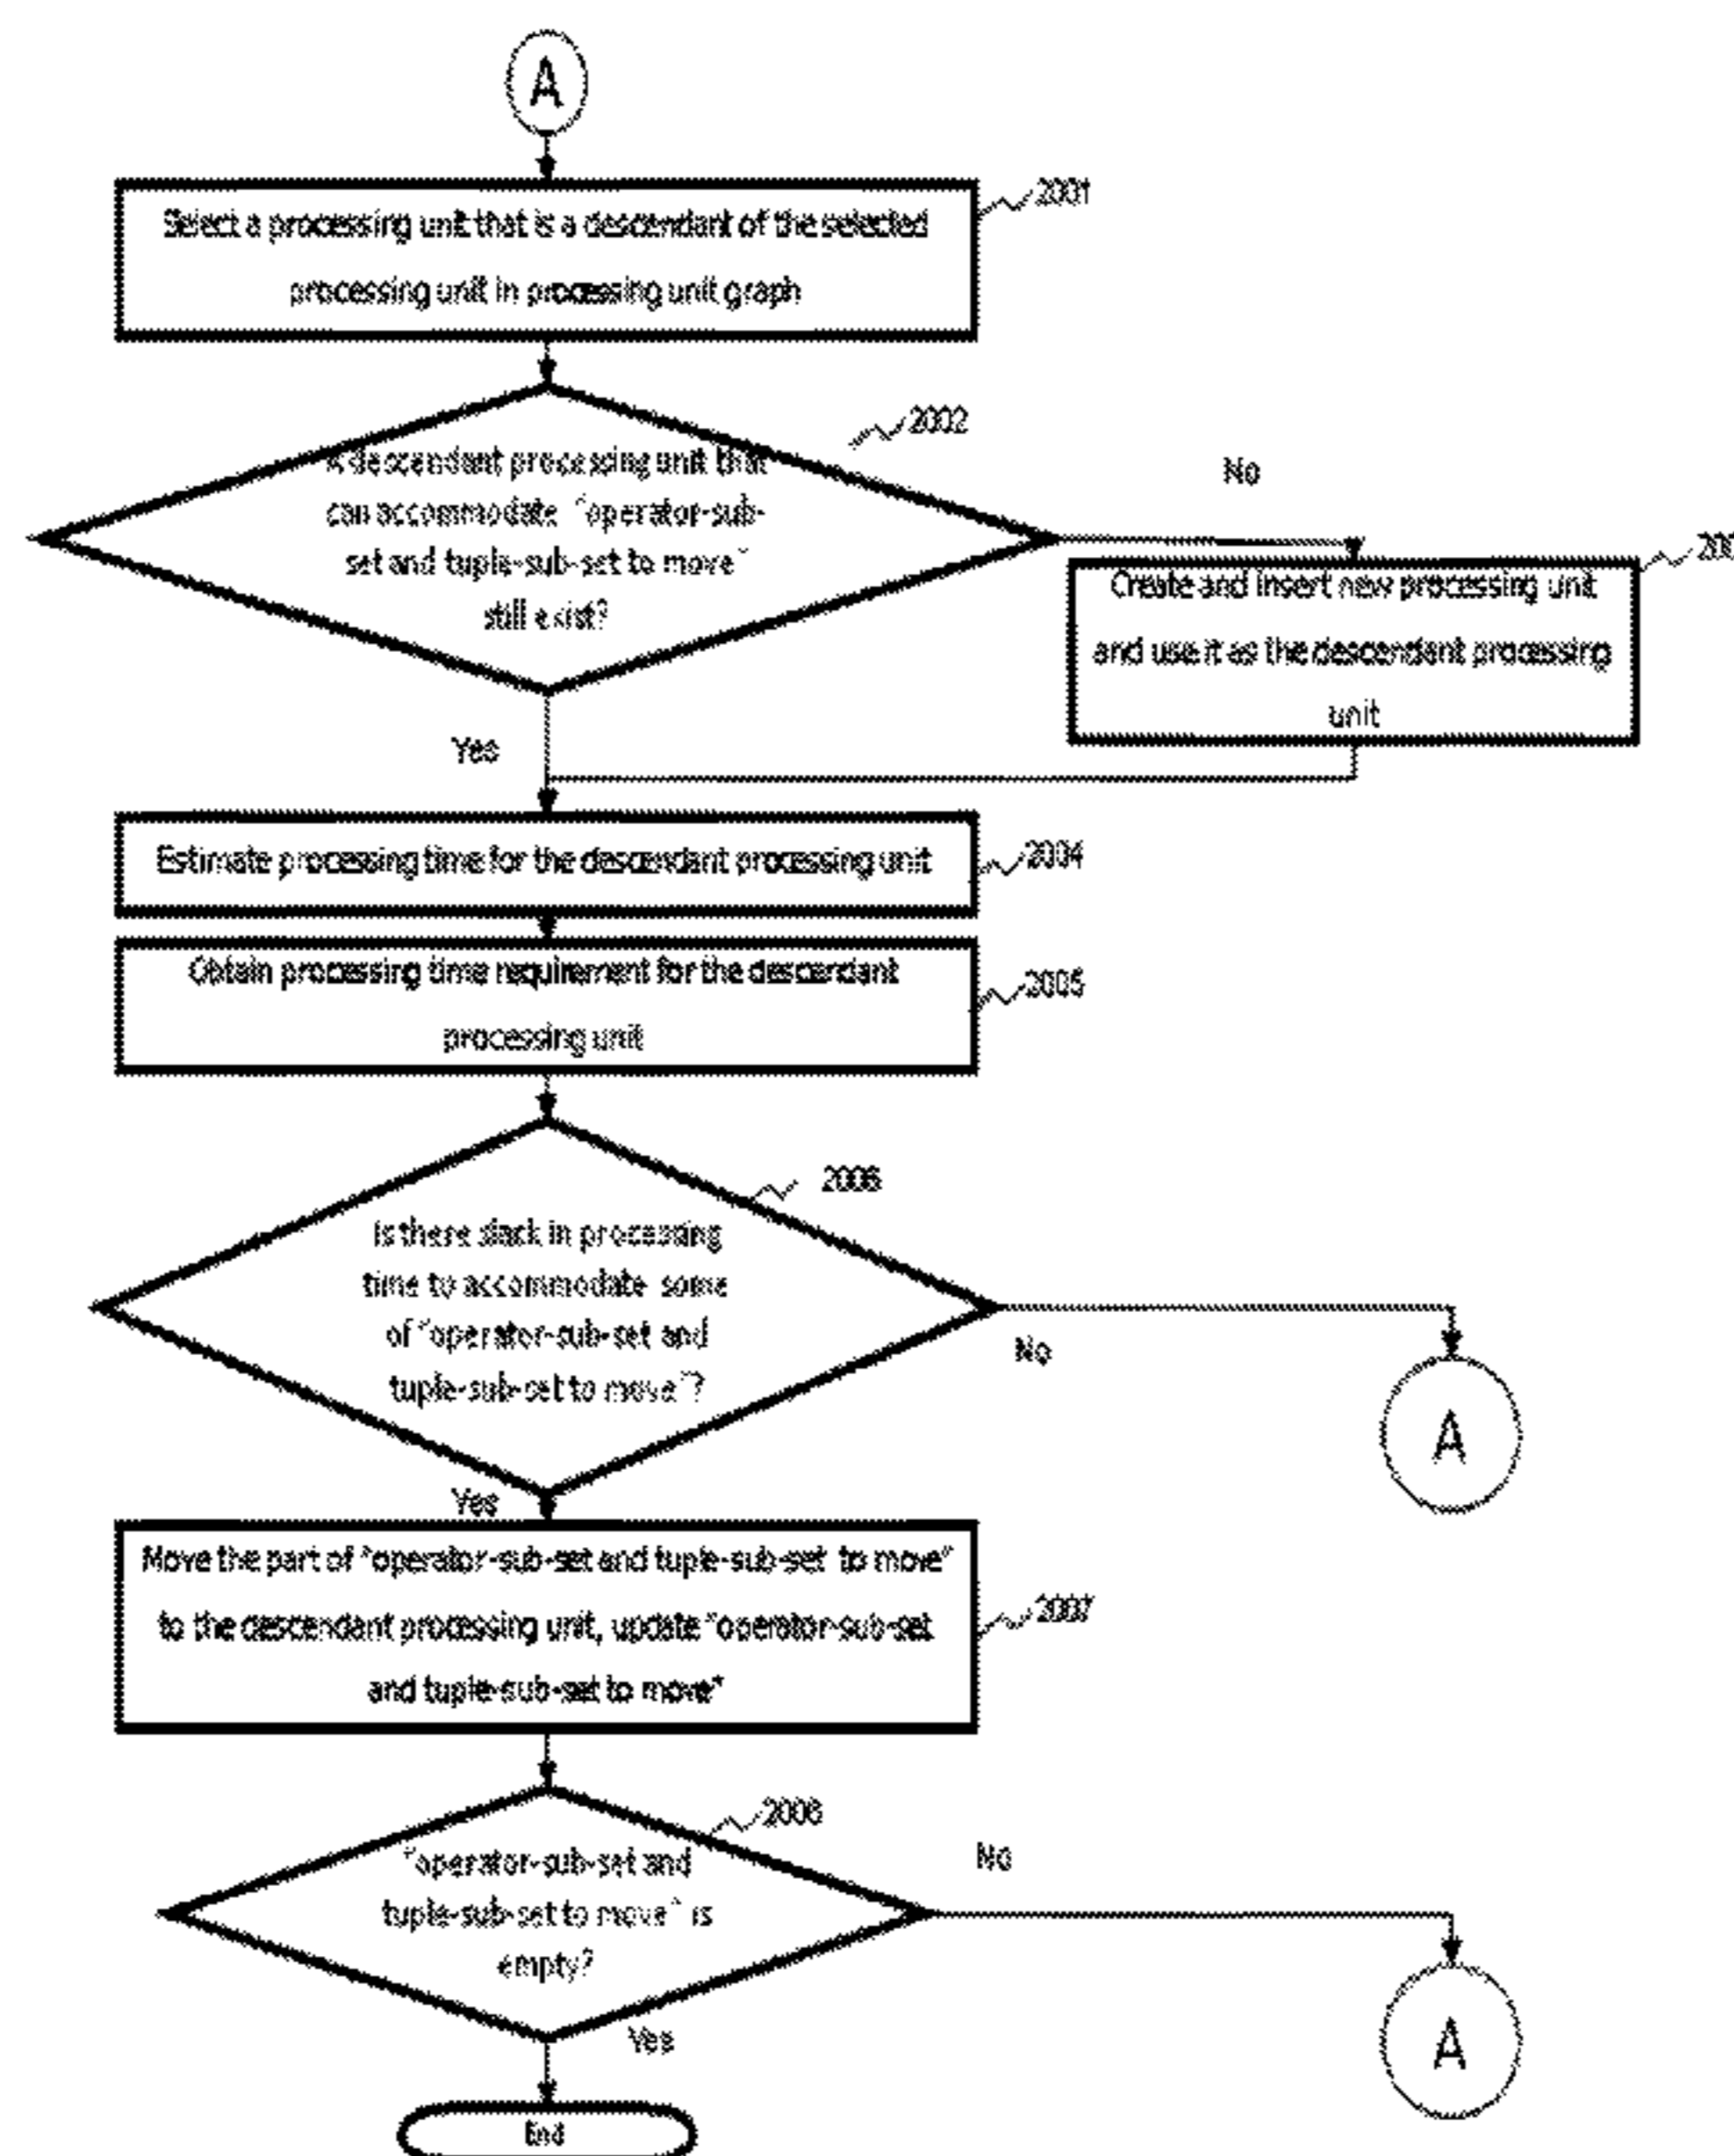 A
Select a processing unit that is a descendant of the selected
processing unit in processing unit graph
2001
A descendant processing unit that
can accommodate "operator-sub-
set and tuple-sub-set to move"
still exist?
2002
No
Create and insert new processing unit
and use it as the descendant processing
unit
200
Yes
Estimate processing time for the descendant processing unit
2004
Obtain processing time requirement for the descendant
processing unit
2005
Is there slack in processing
time to accommodate some
of "operator-sub-set and
tuple-sub-set to move"?
2006
No
A
Yes
Move the part of "operator-sub-set and tuple-sub-set to move"
to the descendant processing unit, update "operator-sub-set
and tuple-sub-set to move"
2007
"operator-sub-set and
tuple-sub-set to move" is
empty?
2008
No
A
Yes
End